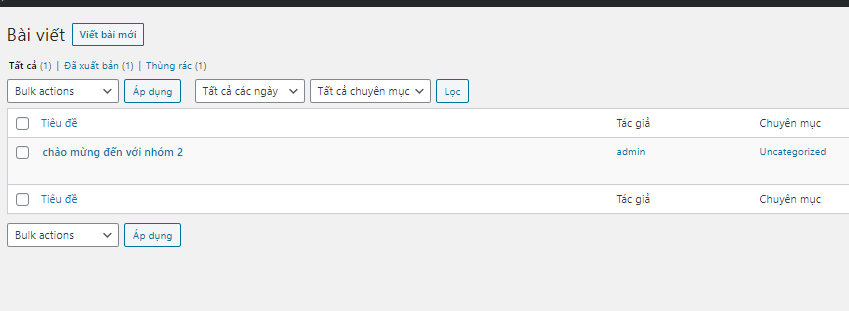 Bài viết Viết bài mới
Tất cả (1) | Đã xuất bản (1) | Thùng rác (1)
Bulk actions Áp dụng Tất cả các ngày Tất cả chuyên mục Lọc
Tiêu đề Tác giả Chuyên mục
chào mừng đến với nhóm 2 admin Uncategorized
Tiêu đề Tác giả Chuyên mục
Bulk actions Áp dụng